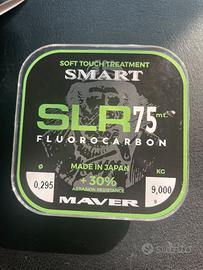 SOFT TOUCH TREATMENT
SMART
SLR 75 mt.
FLUOROCARBON
MADE IN JAPAN
Ø
0,295
+30%
ABRASION RESISTANCE
KG
9,000
MAVER
subito